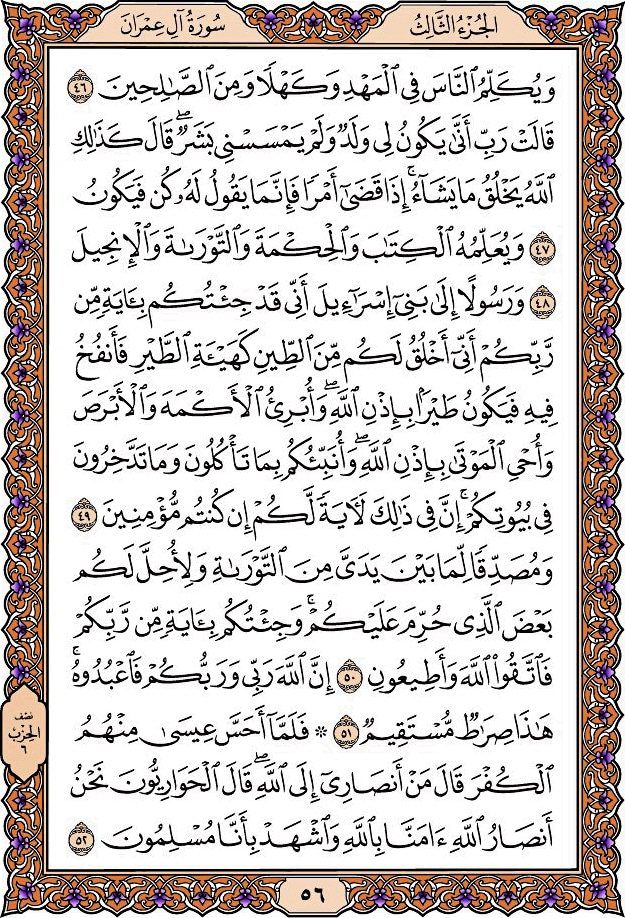 الجُزْءُ الثَّالِثُ
سُورَةُ آلِ عِمْرَانَ
وَيُكَلِّمُ ٱلنَّاسَ فِي ٱلْمَهْدِ وَكَهْلًا وَمِنَ ٱلصَّٰلِحِينَ ٤٦
قَالَتْ رَبِّ أَنَّىٰ يَكُونُ لِي وَلَدٌ وَلَمْ يَمْسَسْنِي بَشَرٌۖ قَالَ كَذَٰلِكِ
ٱللَّهُ يَخْلُقُ مَا يَشَآءُۚ إِذَا قَضَىٰٓ أَمْرًا فَإِنَّمَا يَقُولُ لَهُۥ كُن فَيَكُونُ
٤٧ وَيُعَلِّمُهُ ٱلْكِتَٰبَ وَٱلْحِكْمَةَ وَٱلتَّوْرَىٰةَ وَٱلْإِنجِيلَ
٤٨ وَرَسُولًا إِلَىٰ بَنِيٓ إِسْرَٰٓءِيلَ أَنِّي قَدْ جِئْتُكُم بِـَٔايَةٍ مِّن
رَّبِّكُمْ أَنِّيٓ أَخْلُقُ لَكُم مِّنَ ٱلطِّينِ كَهَيْـَٔةِ ٱلطَّيْرِ فَأَنفُخُ
فِيهِ فَيَكُونُ طَيْرًۢا بِإِذْنِ ٱللَّهِۖ وَأُبْرِئُ ٱلْأَكْمَهَ وَٱلْأَبْرَصَ
وَأُحْيِ ٱلْمَوْتَىٰ بِإِذْنِ ٱللَّهِۖ وَأُنَبِّئُكُم بِمَا تَأْكُلُونَ وَمَا تَدَّخِرُونَ
فِي بُيُوتِكُمْۚ إِنَّ فِي ذَٰلِكَ لَـَٔايَةً لَّكُمْ إِن كُنتُم مُّؤْمِنِينَ ٤٩
وَمُصَدِّقًا لِّمَا بَيْنَ يَدَيَّ مِنَ ٱلتَّوْرَىٰةِ وَلِأُحِلَّ لَكُم
بَعْضَ ٱلَّذِي حُرِّمَ عَلَيْكُمْۚ وَجِئْتُكُم بِـَٔايَةٍ مِّن رَّبِّكُمْ
فَٱتَّقُوا۟ ٱللَّهَ وَأَطِيعُونِ ٥٠ إِنَّ ٱللَّهَ رَبِّي وَرَبُّكُمْ فَٱعْبُدُوهُۚ
هَٰذَا صِرَٰطٌ مُّسْتَقِيمٌ ٥١ ۞ فَلَمَّآ أَحَسَّ عِيسَىٰ مِنْهُمُ
ٱلْكُفْرَ قَالَ مَنْ أَنصَارِيٓ إِلَى ٱللَّهِۖ قَالَ ٱلْحَوَارِيُّونَ نَحْنُ
أَنصَارُ ٱللَّهِ ءَامَنَّا بِٱللَّهِ وَٱشْهَدْ بِأَنَّا مُسْلِمُونَ ٥٢
نصف
الحزب
٦
٥٦